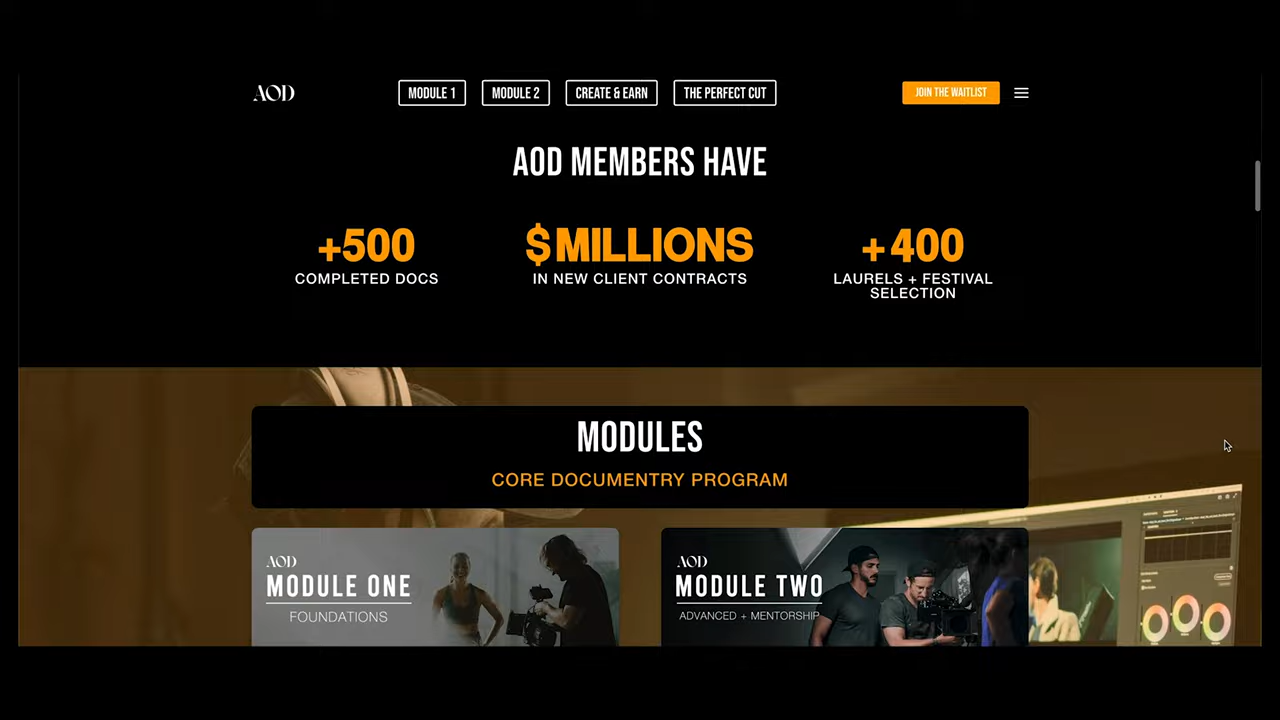 AOD
MODULE 1
MODULE 2
CREATE & EARN
THE PERFECT CUT
JOIN THE WAITLIST
AOD MEMBERS HAVE
+500
COMPLETED DOCS
$MILLIONS
IN NEW CLIENT CONTRACTS
+400
LAURELS + FESTIVAL
SELECTION
MODULES
CORE DOCUMENTRY PROGRAM
AOD
MODULE ONE
FOUNDATIONS
AOD
MODULE TWO
ADVANCED + MENTORSHIP